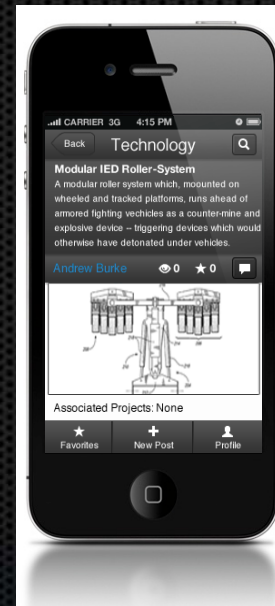 CARRIER 3G 4:15 PM
Back Technology
Modular IED Roller-System
A modular roller system which, moounted on
wheeled and tracked platforms, runs ahead of
armored fighting vechicles as a counter-mine and
explosive device -- triggering devices which would
otherwise have detonated under vehicles.
Andrew Burke 0 0
Associated Projects: None
Favorites New Post Profile